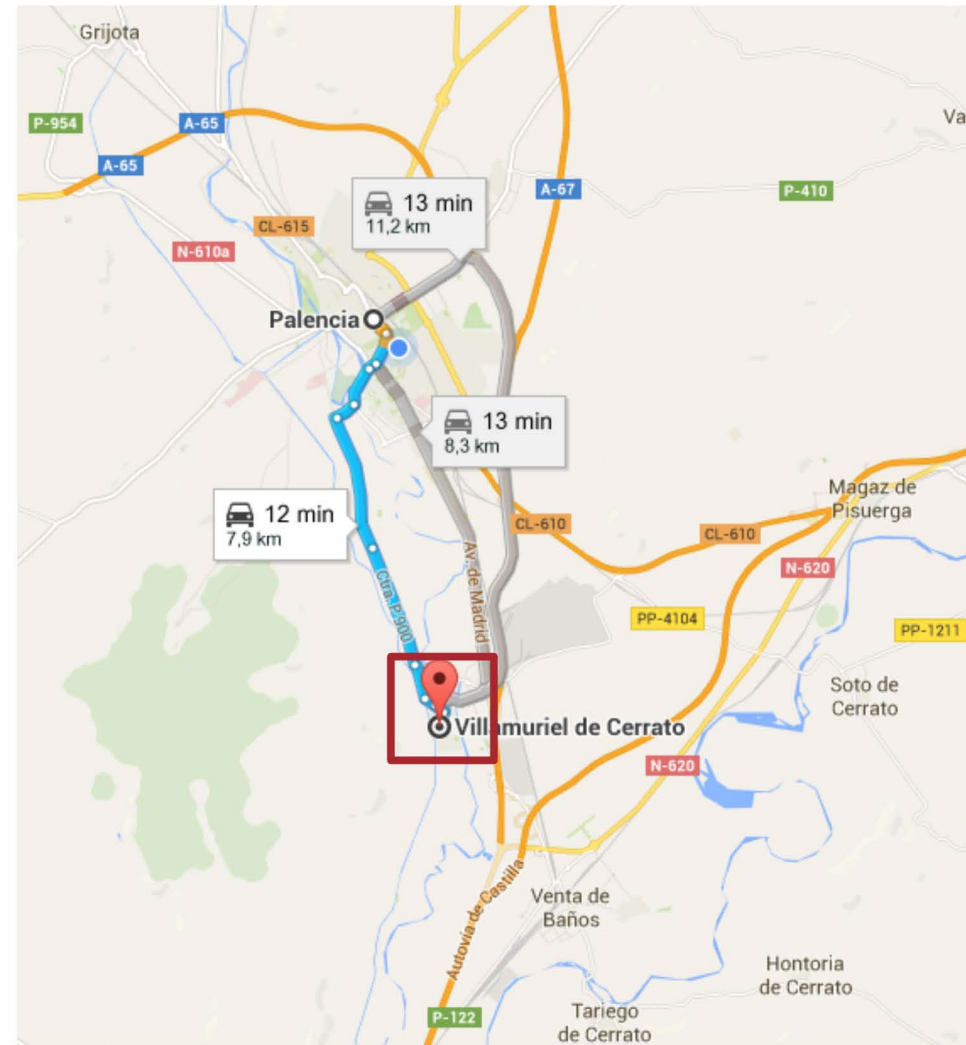 Grijota
P-954
A-65
A-65
Va
13 min
11,2 km
A-67
P-410
CL-615
N-610a
Palencia
13 min
8,3 km
12 min
7,9 km
Magaz de
Pisuerga
CL-610
CL-610
N-620
Av. de Madrid
Ctra. P 900
PP-4104
PP-1211
Soto de
Cerrato
Villamuriel de Cerrato
N-620
Autovía de Castilla
Venta de
Baños
Hontoria
de Cerrato
P-122
Tariego
de Cerrato